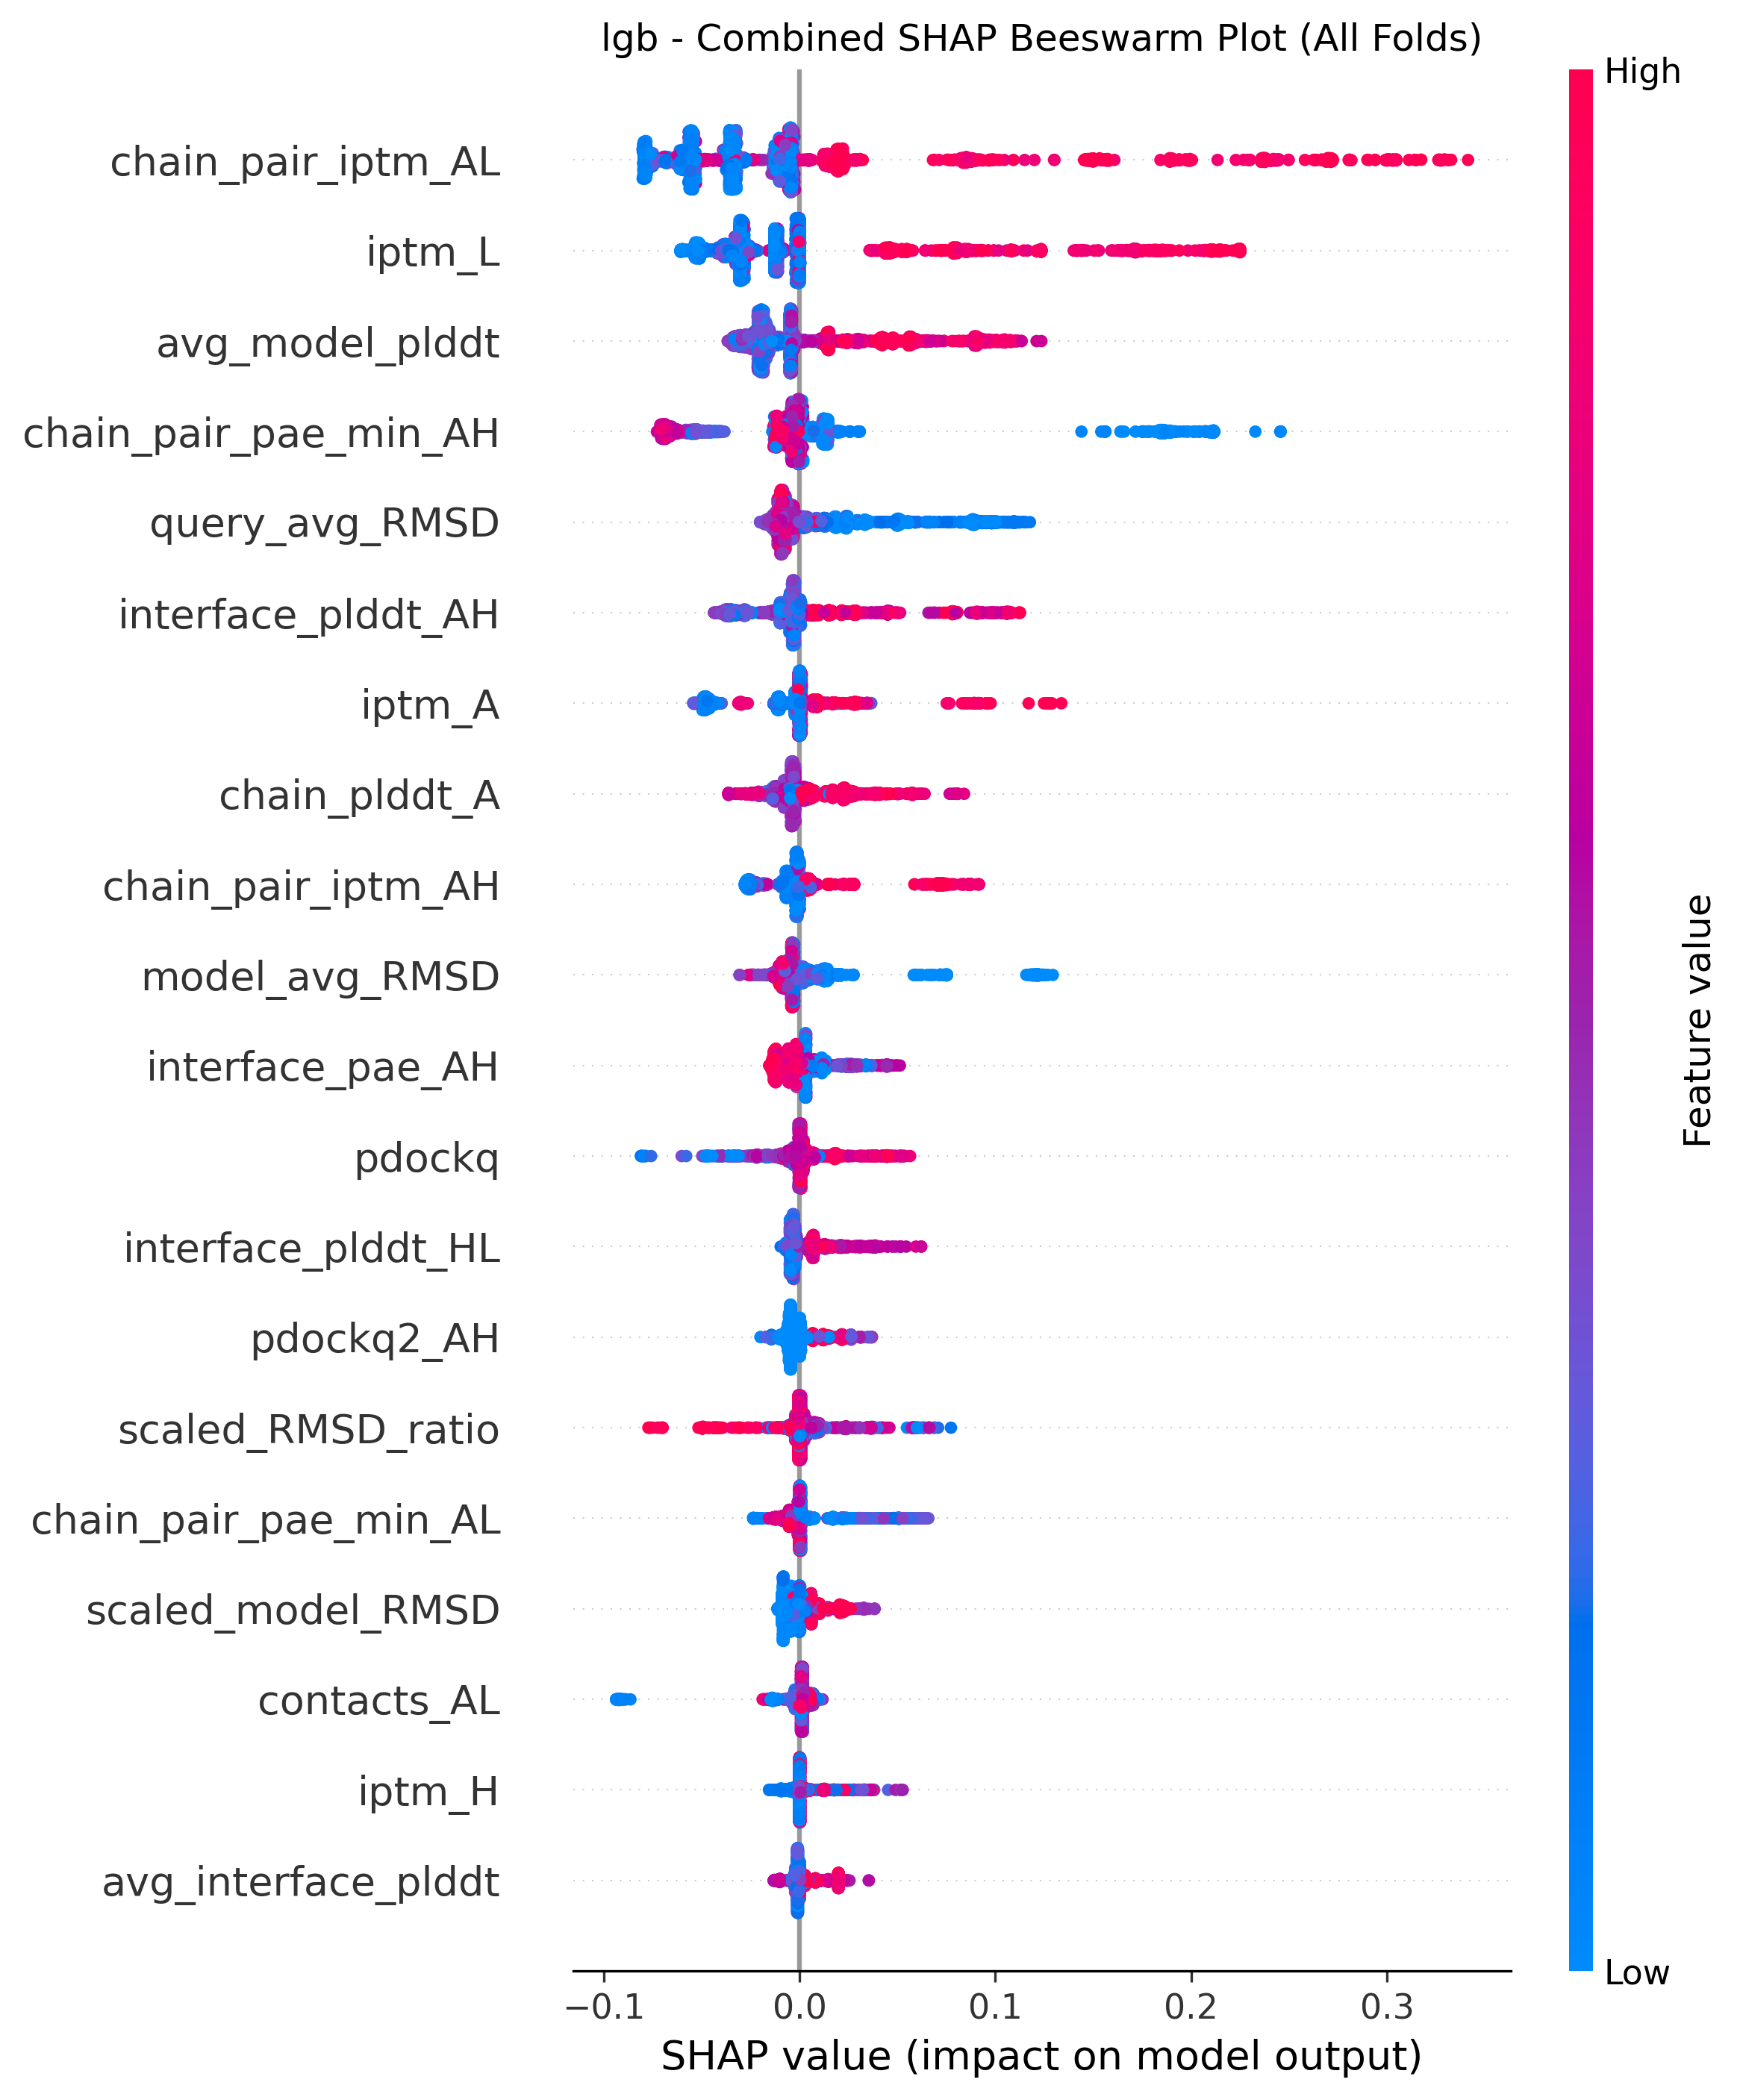 lgb - Combined SHAP Beeswarm Plot (All Folds)
High
chain_pair_iptm_AL
iptm_L
avg_model_plddt
chain_pair_pae_min_AH
query_avg_RMSD
interface_plddt_AH
iptm_A
chain_plddt_A
chain_pair_iptm_AH
model_avg_RMSD
interface_pae_AH
pdockq
interface_plddt_HL
pdockq2_AH
scaled_RMSD_ratio
chain_pair_pae_min_AL
scaled_model_RMSD
contacts_AL
iptm_H
avg_interface_plddt
Feature value
Low
−0.1 0.0 0.1 0.2 0.3
SHAP value (impact on model output)